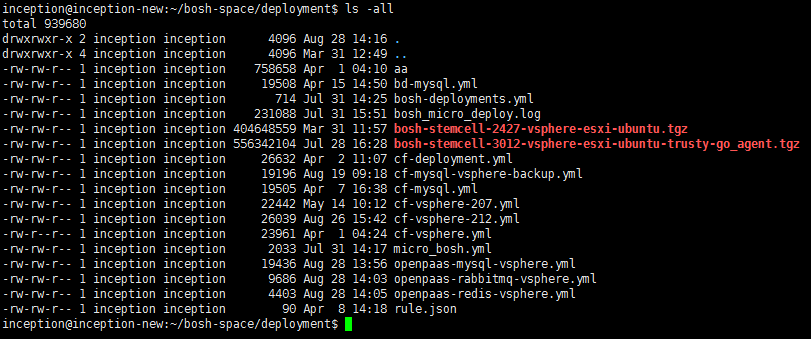 inception@inception-new:~/bosh-space/deployment$ ls -all
total 939680
drwxrwxr-x 2 inception inception      4096 Aug 28 14:16 .
drwxrwxr-x 4 inception inception      4096 Mar 31 12:49 ..
-rw-rw-r-- 1 inception inception    758658 Apr  1 04:10 aa
-rw-rw-r-- 1 inception inception     19508 Apr 15 14:50 bd-mysql.yml
-rw-rw-r-- 1 inception inception       714 Jul 31 14:25 bosh-deployments.yml
-rw-rw-r-- 1 inception inception    231088 Jul 31 15:51 bosh_micro_deploy.log
-rw-rw-r-- 1 inception inception 404648559 Mar 31 11:57 bosh-stemcell-2427-vsphere-esxi-ubuntu.tgz
-rw-rw-r-- 1 inception inception 556342104 Jul 28 16:28 bosh-stemcell-3012-vsphere-esxi-ubuntu-trusty-go_agent.tgz
-rw-rw-r-- 1 inception inception     26632 Apr  2 11:07 cf-deployment.yml
-rw-rw-r-- 1 inception inception     19196 Aug 19 09:18 cf-mysql-vsphere-backup.yml
-rw-rw-r-- 1 inception inception     19505 Apr  7 16:38 cf-mysql.yml
-rw-rw-r-- 1 inception inception     22442 May 14 10:12 cf-vsphere-207.yml
-rw-rw-r-- 1 inception inception     26039 Aug 26 15:42 cf-vsphere-212.yml
-rw-rw-r-- 1 inception inception     23961 Apr  1 04:24 cf-vsphere.yml
-rw-rw-r-- 1 inception inception      2033 Jul 31 14:17 micro_bosh.yml
-rw-rw-r-- 1 inception inception     19436 Aug 28 13:56 openpaas-mysql-vsphere.yml
-rw-rw-r-- 1 inception inception      9686 Aug 28 14:03 openpaas-rabbitmq-vsphere.yml
-rw-rw-r-- 1 inception inception      4403 Aug 28 14:05 openpaas-redis-vsphere.yml
-rw-rw-r-- 1 inception inception        90 Apr  8 14:18 rule.json
inception@inception-new:~/bosh-space/deployment$